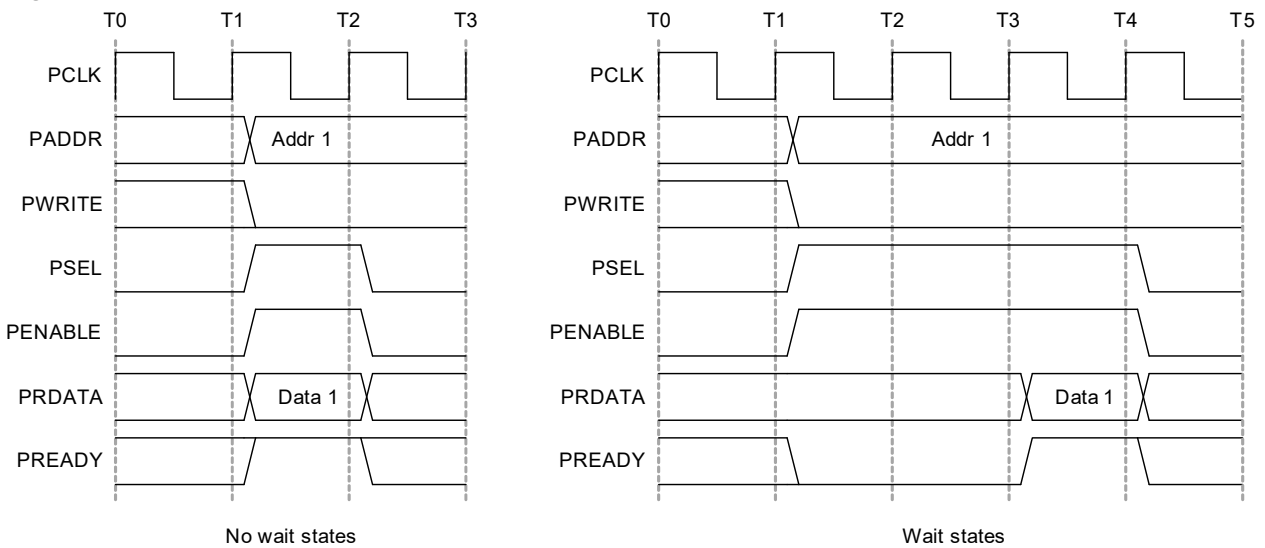 T0 T1 T2 T3
PCLK
PADDR Addr 1
PWRITE
PSEL
PENABLE
PRDATA Data 1
PREADY
No wait states
T0 T1 T2 T3 T4 T5
PCLK
PADDR Addr 1
PWRITE
PSEL
PENABLE
PRDATA Data 1
PREADY
Wait states